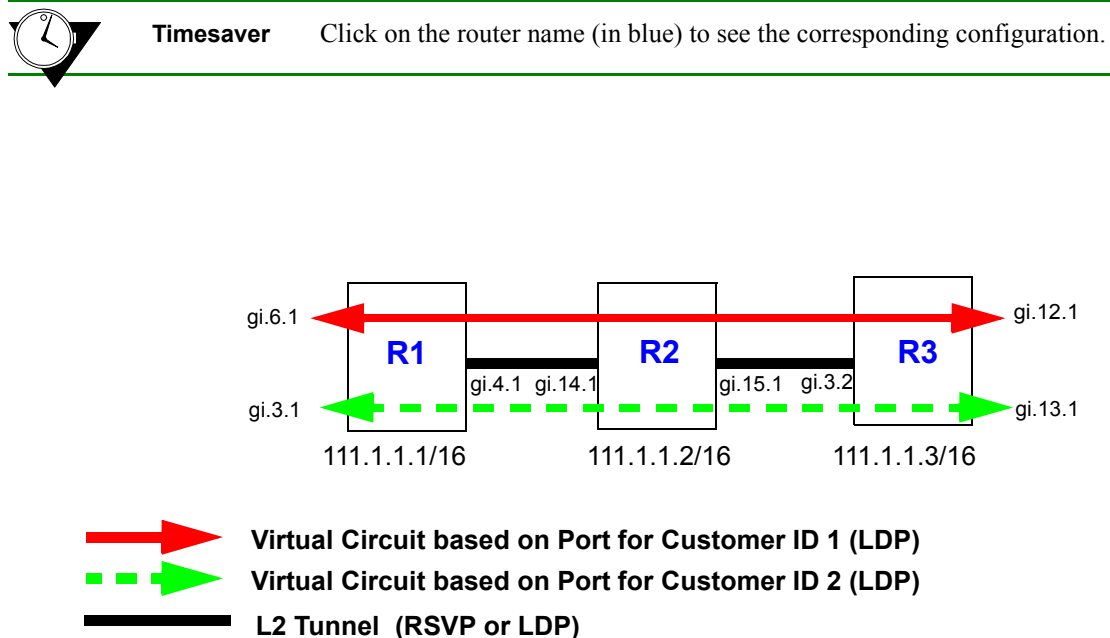 Timesaver Click on the router name (in blue) to see the corresponding configuration.
gi.6.1
gi.12.1
R1
R2
R3
gi.4.1
gi.14.1
gi.15.1
gi.3.2
gi.3.1
gi.13.1
111.1.1.1/16
111.1.1.2/16
111.1.1.3/16
Virtual Circuit based on Port for Customer ID 1 (LDP)
Virtual Circuit based on Port for Customer ID 2 (LDP)
L2 Tunnel (RSVP or LDP)